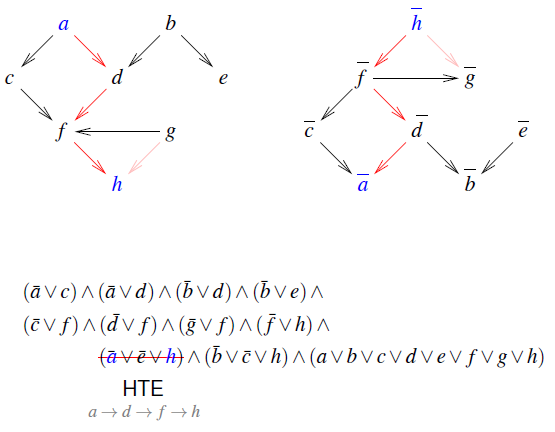 a b h̄
c d e f̄ ḡ
f g c̄ d̄ ē
h ā b̄
(ā ∨ c) ∧ (ā ∨ d) ∧ (b̄ ∨ d) ∧ (b̄ ∨ e) ∧
(c̄ ∨ f) ∧ (d̄ ∨ f) ∧ (ḡ ∨ f) ∧ (f̄ ∨ h) ∧
(ā ∨ ē ∨ h) ∧ (b̄ ∨ c̄ ∨ h) ∧ (a ∨ b ∨ c ∨ d ∨ e ∨ f ∨ g ∨ h)
HTE
a → d → f → h